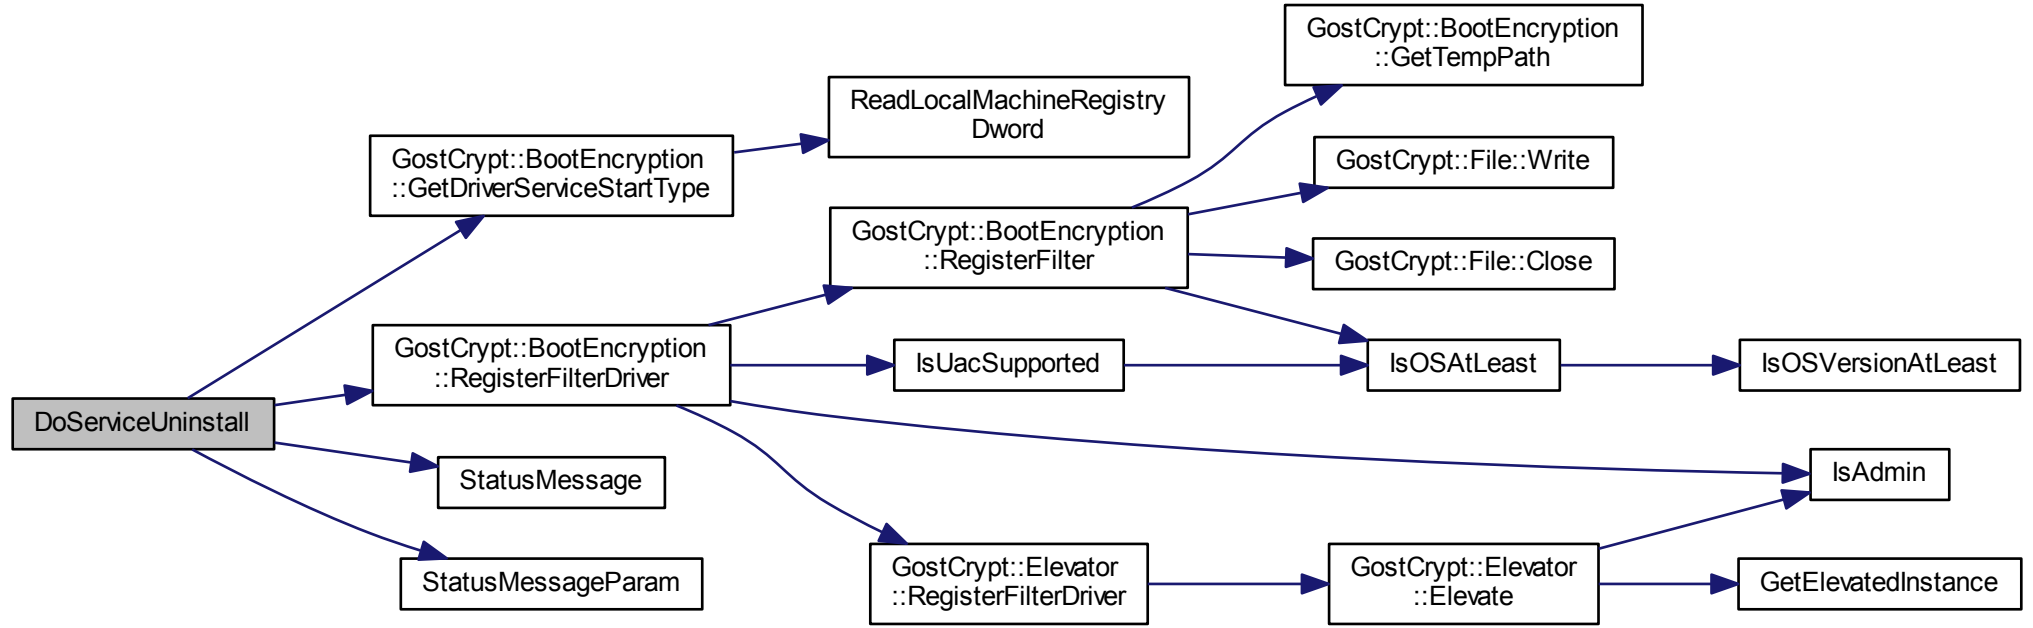 DoServiceUninstall
GostCrypt::BootEncryption
::GetDriverServiceStartType
GostCrypt::BootEncryption
::RegisterFilterDriver
StatusMessage
StatusMessageParam
ReadLocalMachineRegistry
Dword
GostCrypt::BootEncryption
::RegisterFilter
IsUacSupported
GostCrypt::Elevator
::RegisterFilterDriver
GostCrypt::BootEncryption
::GetTempPath
GostCrypt::File::Write
GostCrypt::File::Close
IsOSAtLeast
GostCrypt::Elevator
::Elevate
IsOSVersionAtLeast
IsAdmin
GetElevatedInstance